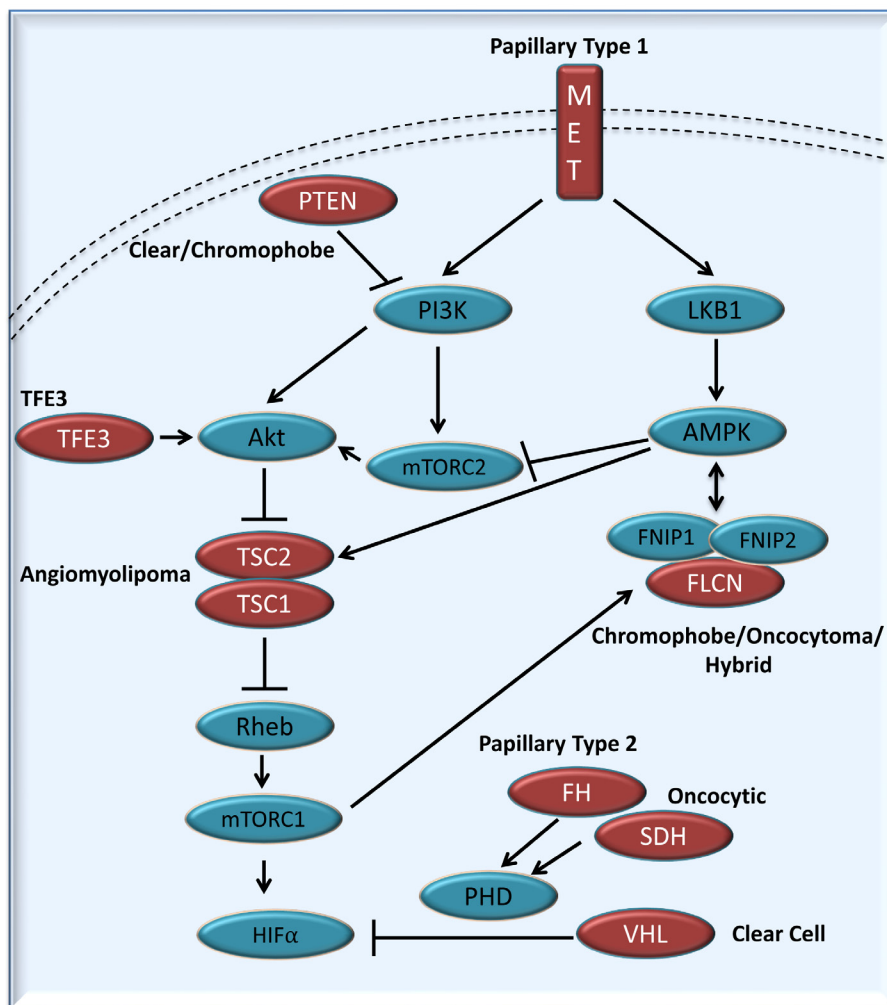 Papillary Type 1
M
E
T
PTEN
Clear/Chromophobe
PI3K
LKB1
TFE3
TFE3
Akt
mTORC2
AMPK
FNIP1
FNIP2
FLCN
TSC2
Angiomyolipoma
TSC1
Chromophobe/Oncocytoma/
Hybrid
Rheb
Papillary Type 2
FH
Oncocytic
mTORC1
SDH
PHD
HIFα
VHL
Clear Cell